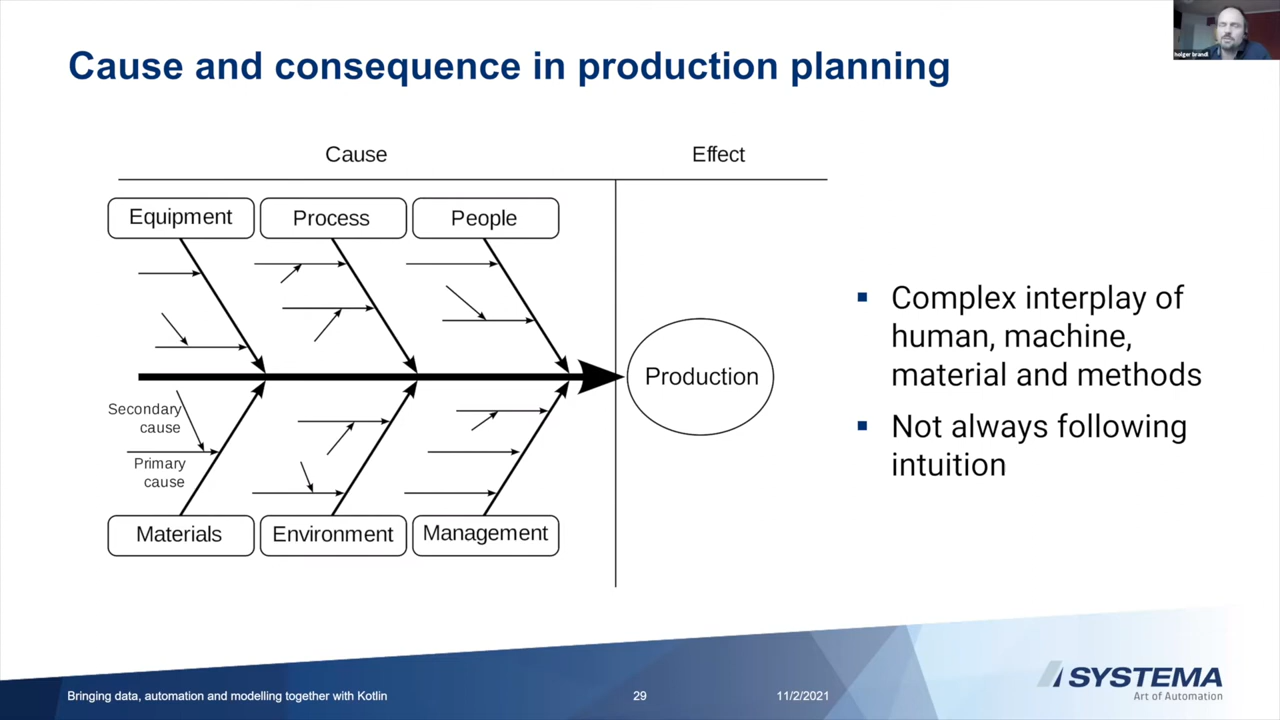 holger brandl
Cause and consequence in production planning
Cause
Effect
Equipment
Process
People
Production
Secondary
cause
Primary
cause
Materials
Environment
Management
Complex interplay of
human, machine,
material and methods
Not always following
intuition
Bringing data, automation and modelling together with Kotlin
29
11/2/2021
SYSTEMA
Art of Automation